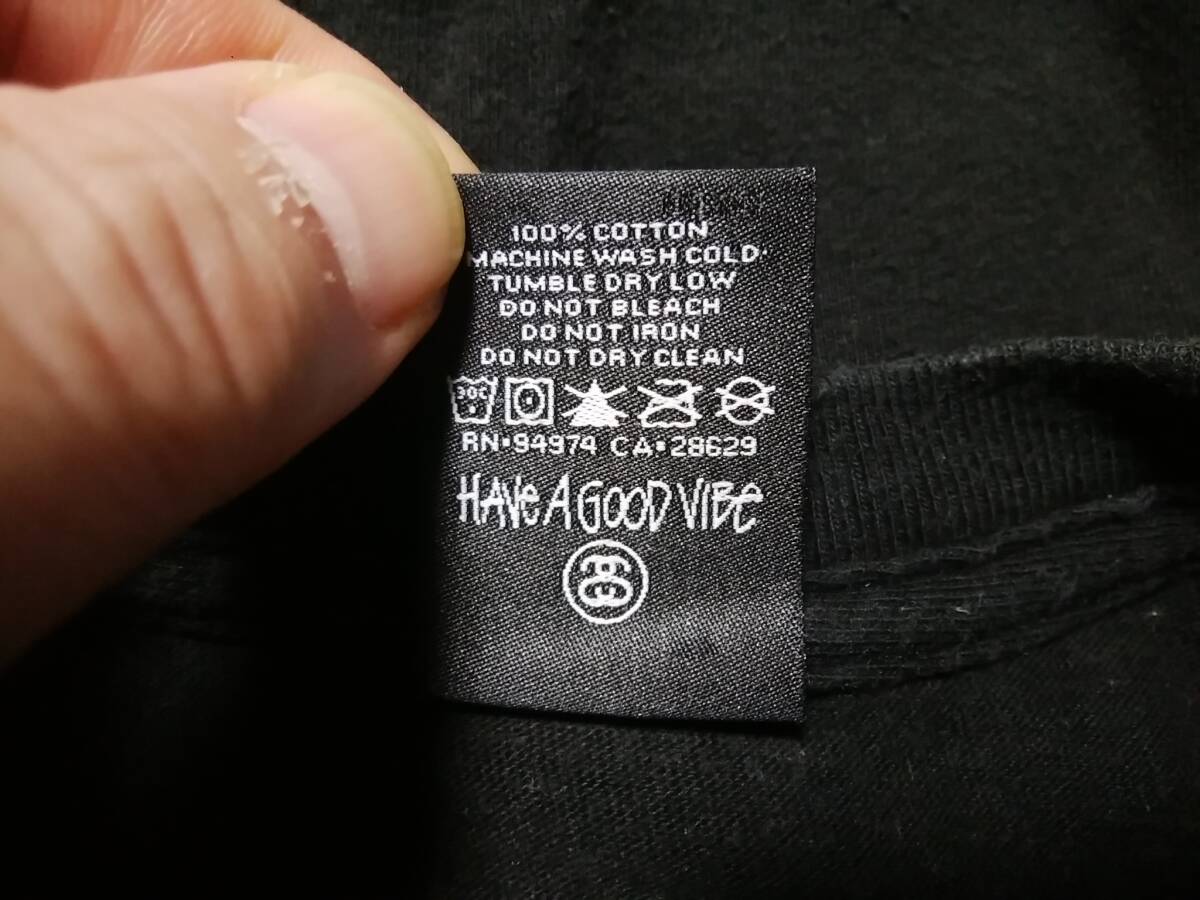 100% COTTON
MACHINE WASH COLD
TUMBLE DRY LOW
DO NOT BLEACH
DO NOT IRON
DO NOT DRY CLEAN
30C
RN•94974 CA•28629
HAVE A GOOD VIBE